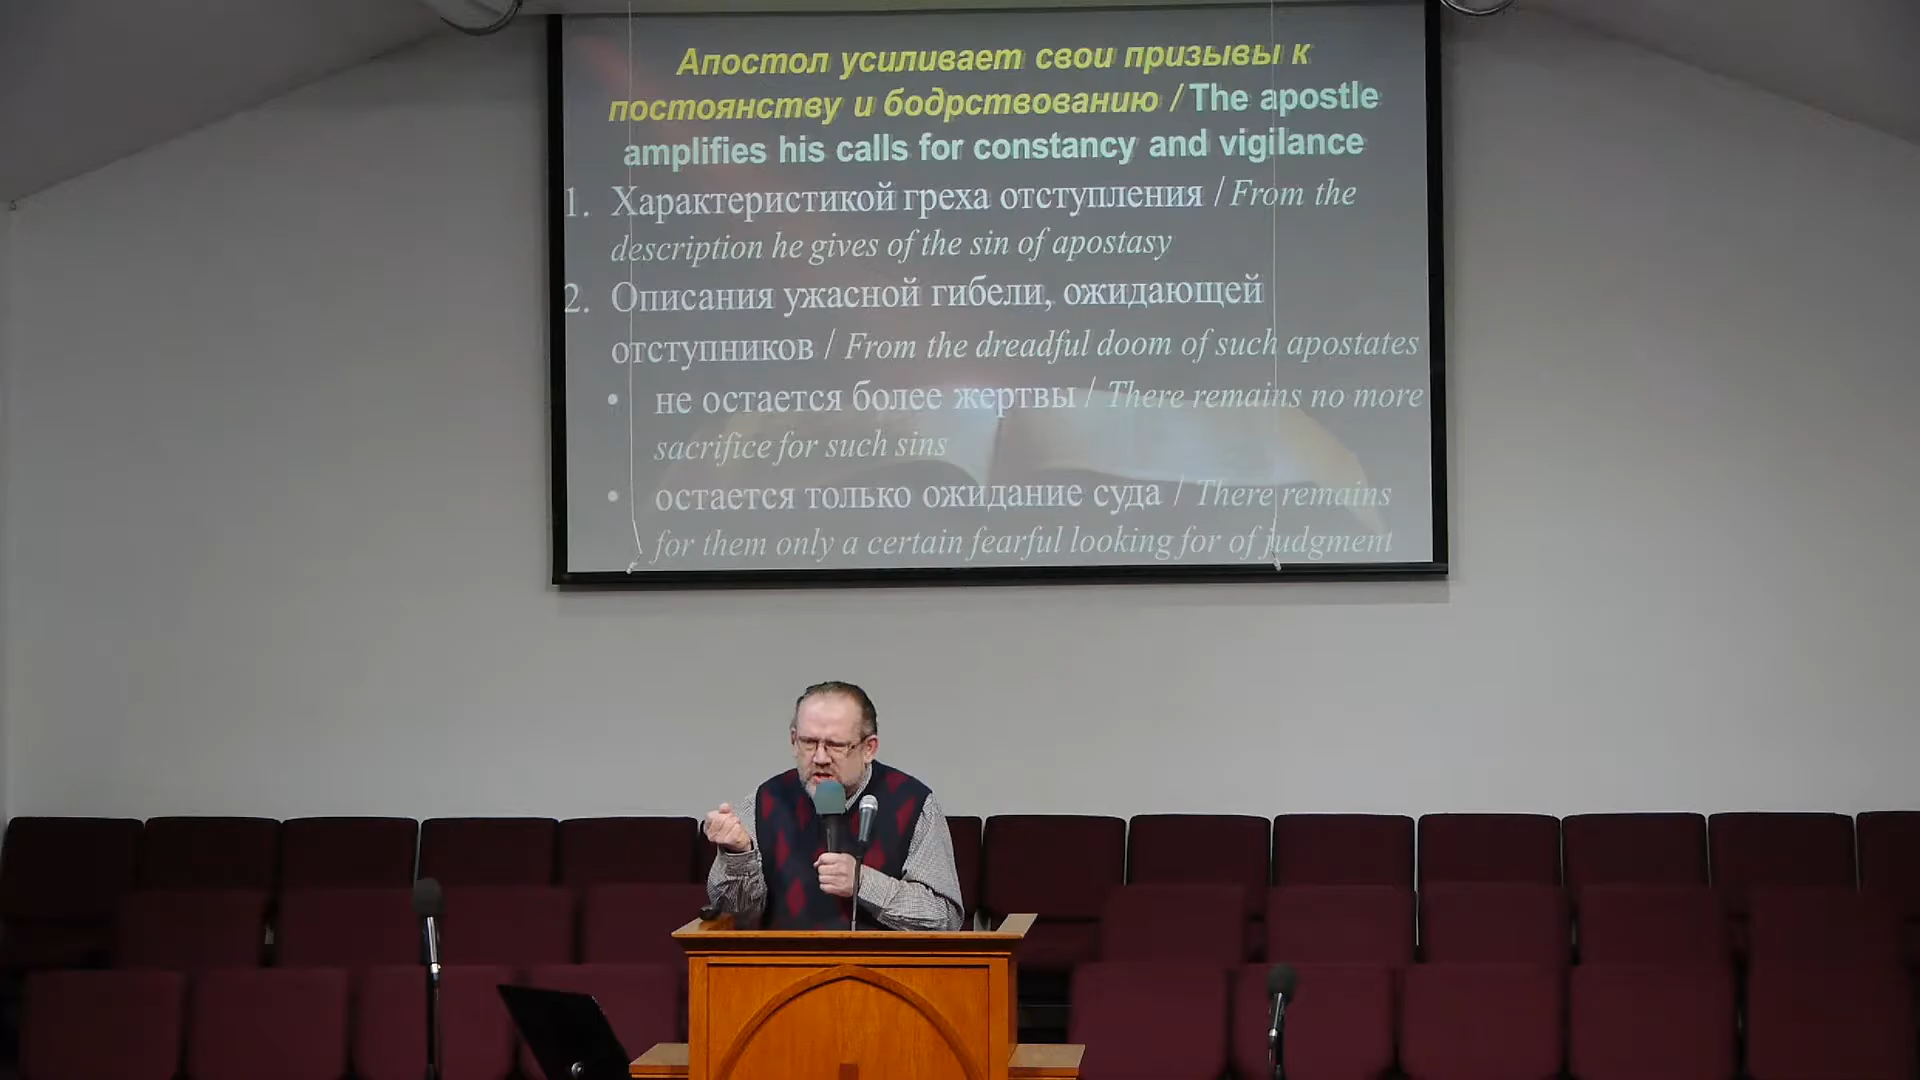 Апостол усиливает свои призывы к
постоянству и бодрствованию / The apostle
amplifies his calls for constancy and vigilance
1. Характеристикой греха отступления / From the
description he gives of the sin of apostasy
2. Описания ужасной гибели, ожидающей
отступников / From the dreadful doom of such apostates
• не остается более жертвы / There remains no more
sacrifice for such sins
• остается только ожидание суда / There remains
for them only a certain fearful looking for of judgment